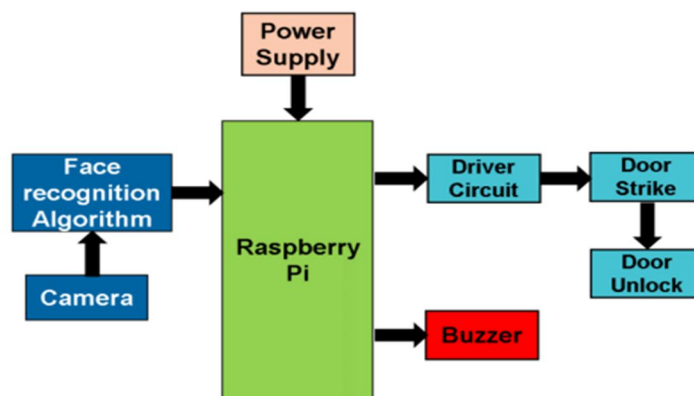 Power
Supply
Face
recognition
Algorithm
Camera
Raspberry
Pi
Driver
Circuit
Door
Strike
Door
Unlock
Buzzer